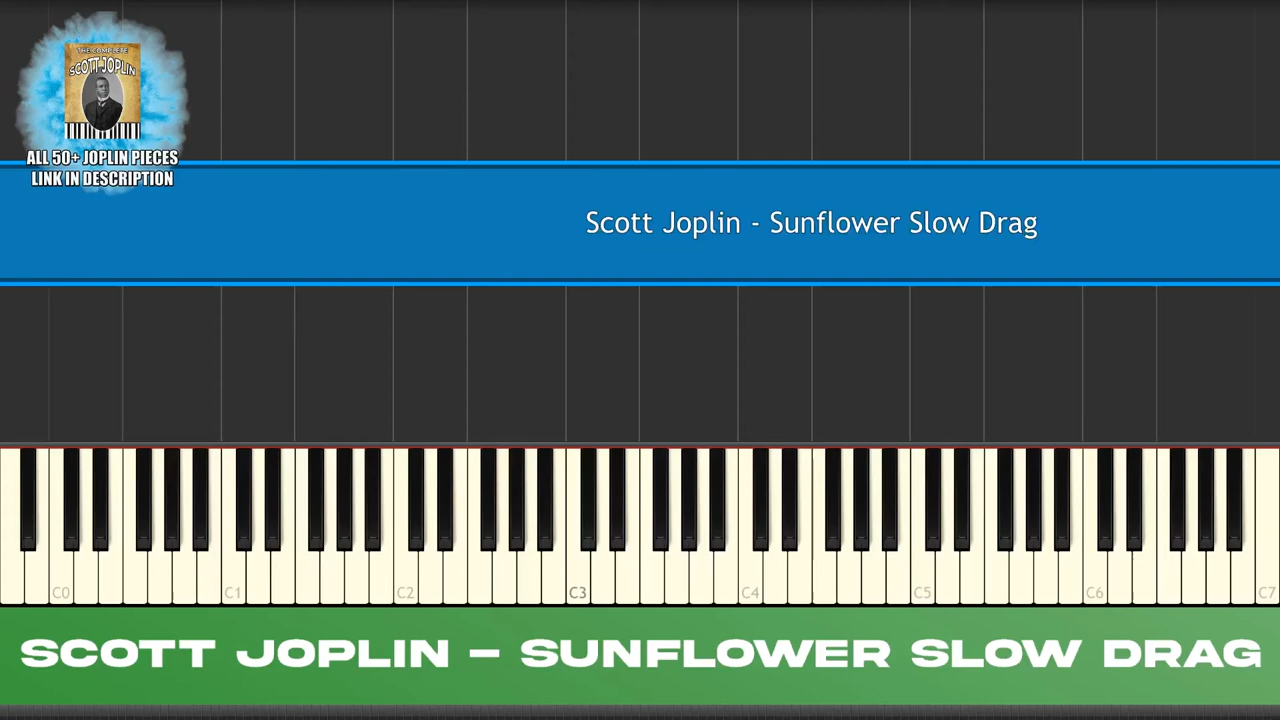 THE COMPLETE
SCOTT JOPLIN
ALL 50+ JOPLIN PIECES
LINK IN DESCRIPTION
Scott Joplin - Sunflower Slow Drag
C0 C1 C2 C3 C4 C5 C6 C7
SCOTT JOPLIN - SUNFLOWER SLOW DRAG